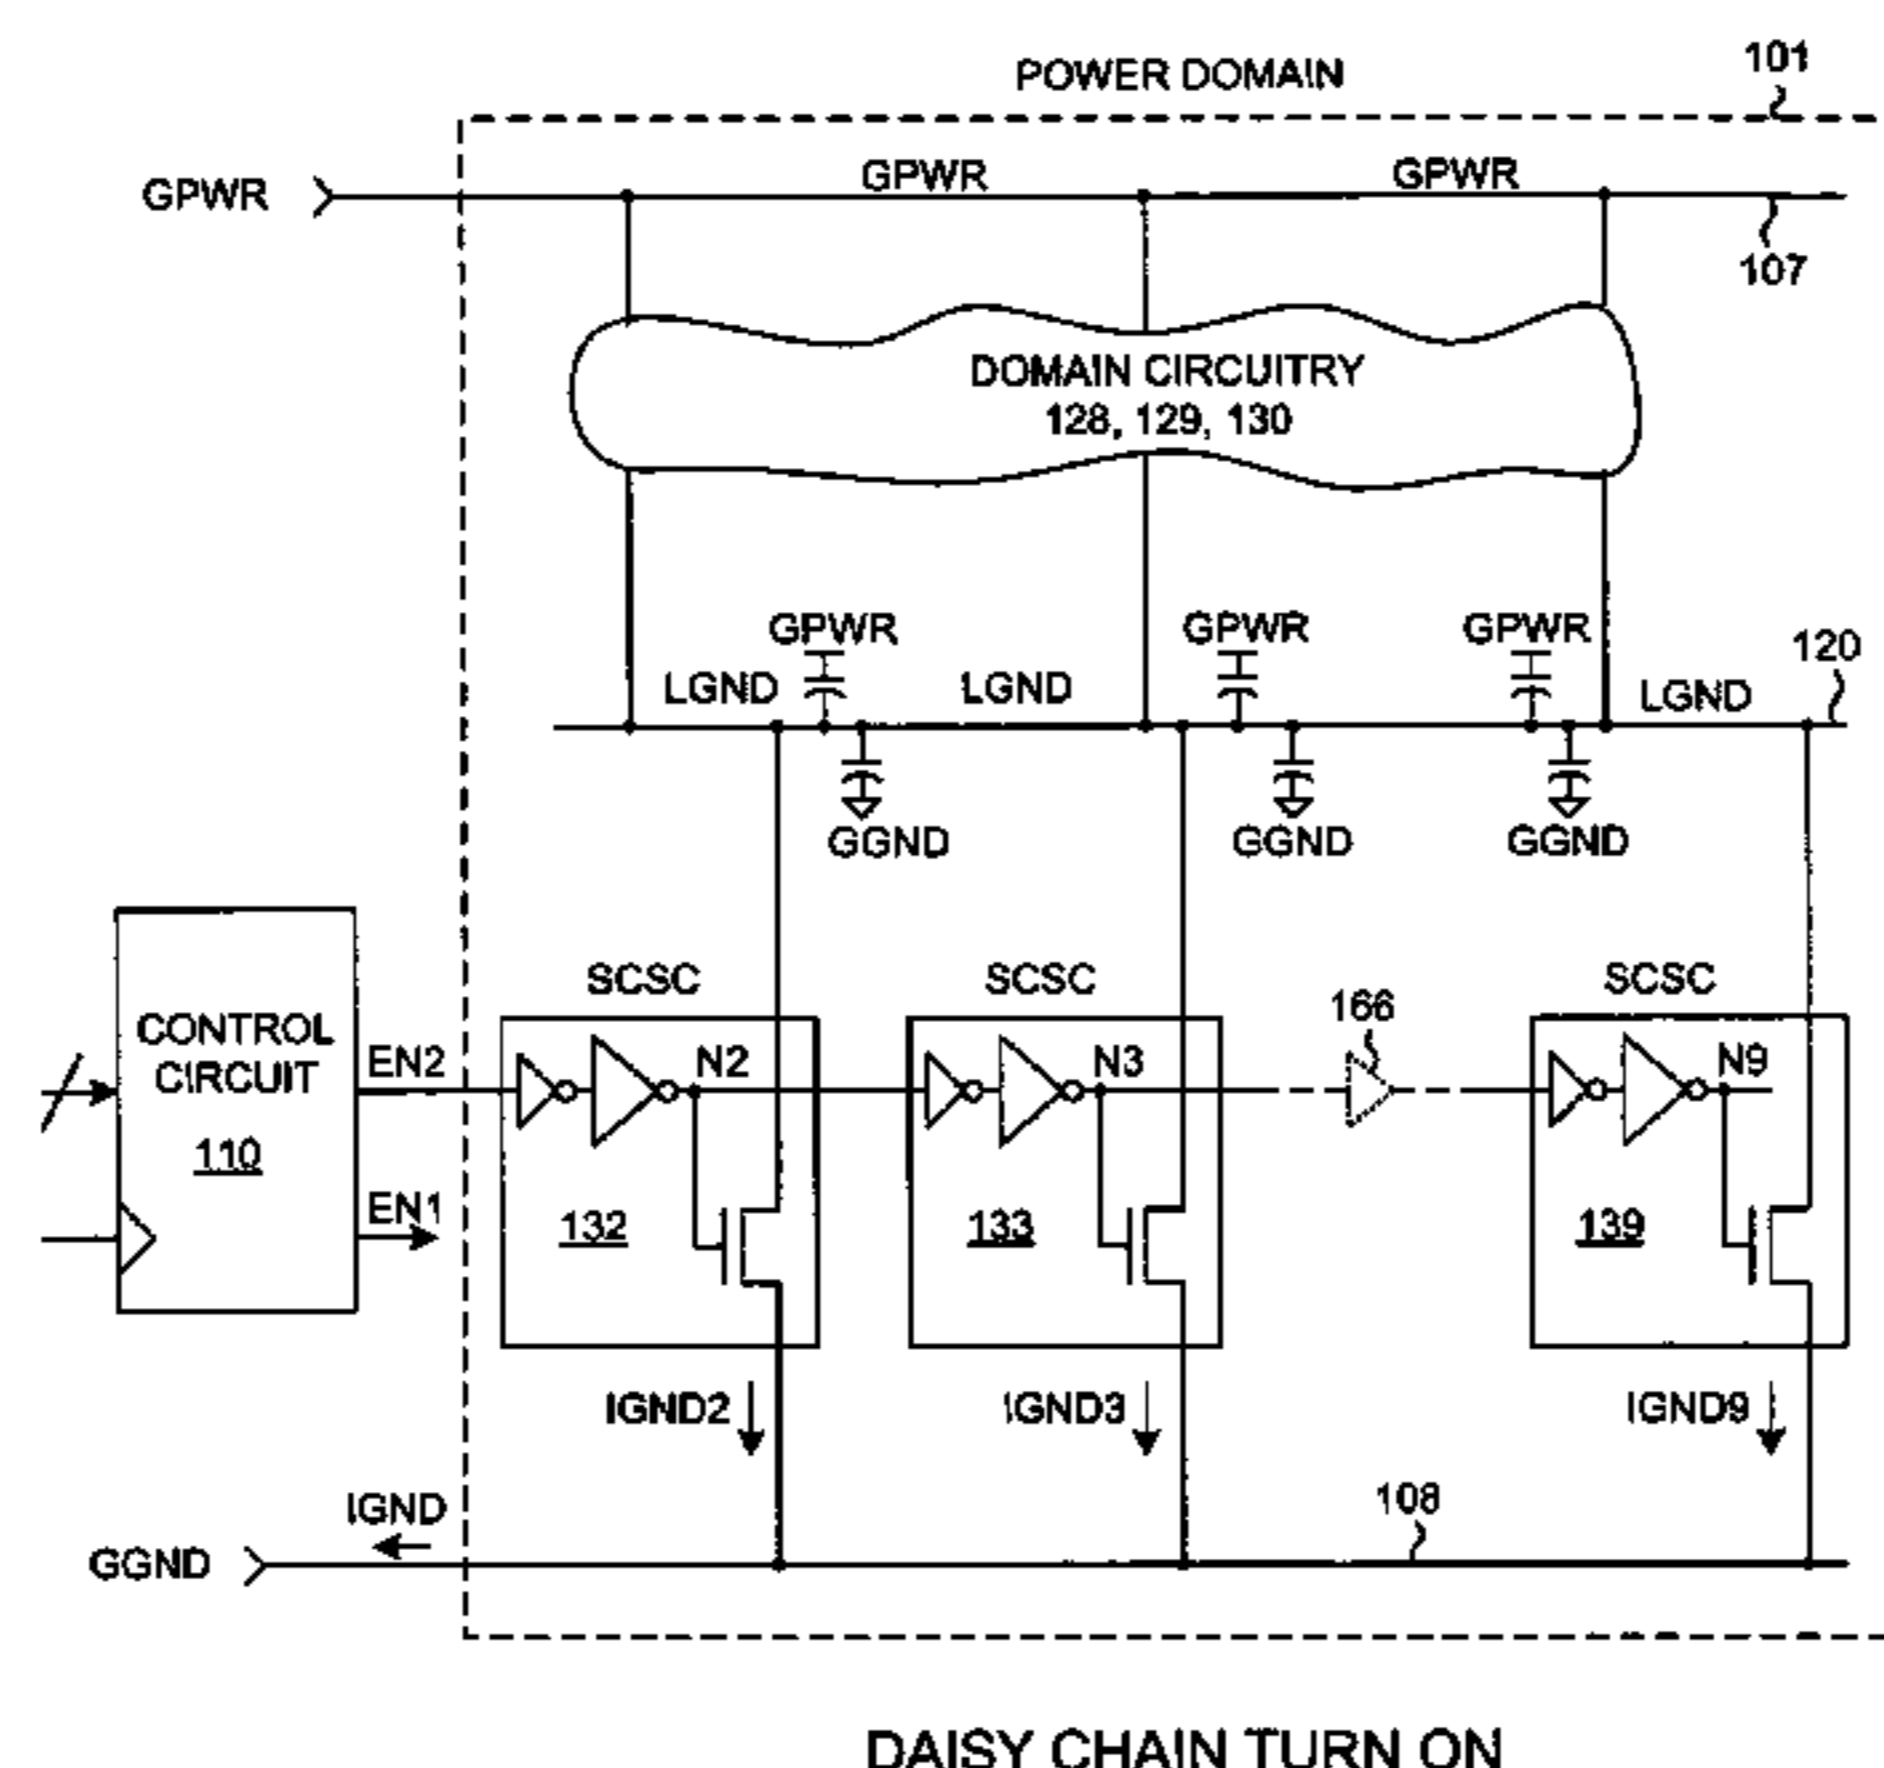 POWER DOMAIN
101
GPWR
GPWR
GPWR
107
DOMAIN CIRCUITRY
128, 129, 130
GPWR
GPWR
GPWR
120
LGND
LGND
LGND
GGND
GGND
GGND
CONTROL
CIRCUIT
110
EN2
EN1
SCSC
SCSC
SCSC
166
N2
N3
N9
132
133
139
IGND2
IGND3
IGND9
IGND
108
GGND
DAISY CHAIN TURN ON